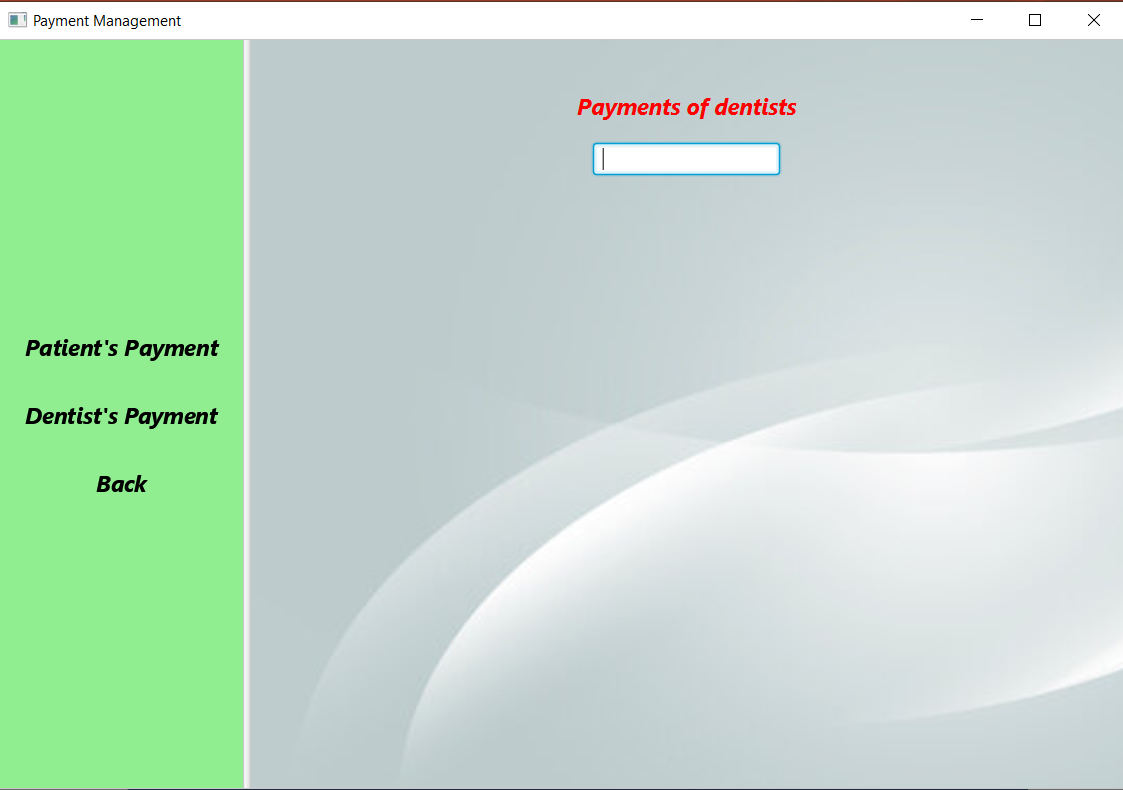 Payment Management
Payments of dentists
Patient's Payment
Dentist's Payment
Back